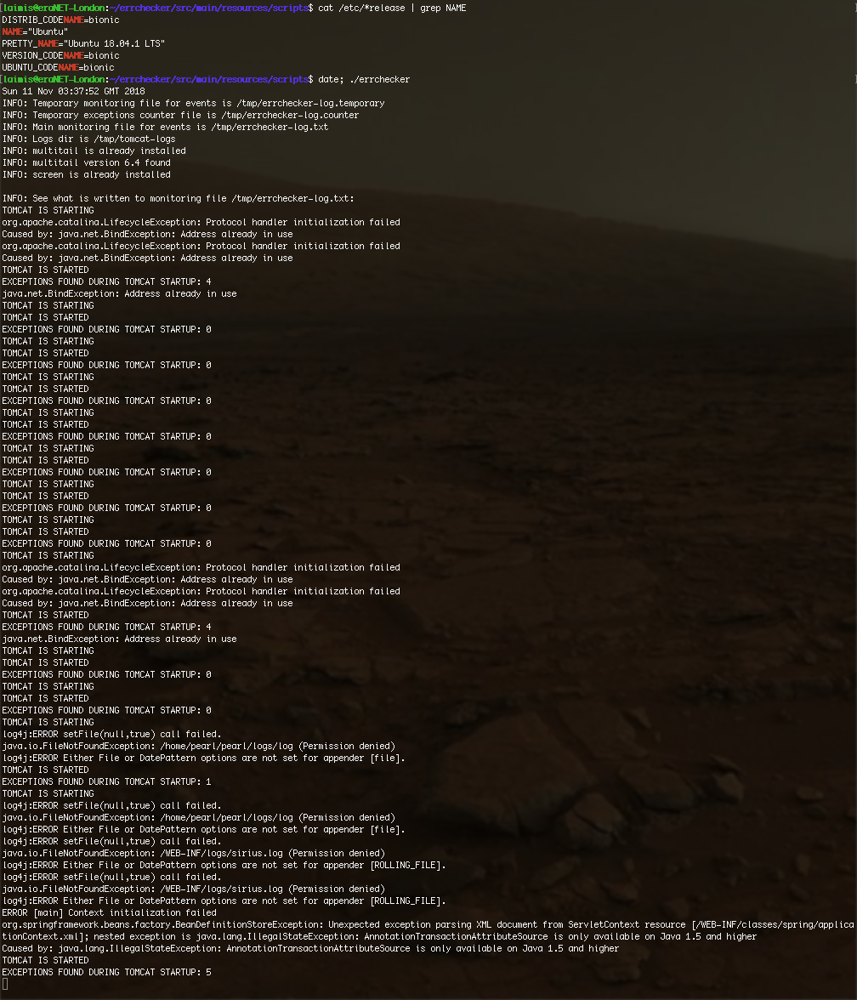 laimis@eraNET-London:~/errchecker/src/main/resources/scripts$ cat /etc/*release | grep NAME
DISTRIB_CODENAME=bionic
NAME="Ubuntu"
PRETTY_NAME="Ubuntu 18.04.1 LTS"
VERSION_CODENAME=bionic
UBUNTU_CODENAME=bionic
laimis@eraNET-London:~/errchecker/src/main/resources/scripts$ date; ./errchecker
Sun 11 Nov 03:37:52 GMT 2018
INFO: Temporary monitoring file for events is /tmp/errchecker-log.temporary
INFO: Temporary exceptions counter file is /tmp/errchecker-log.counter
INFO: Main monitoring file for events is /tmp/errchecker-log.txt
INFO: Logs dir is /tmp/tomcat-logs
INFO: multitail is already installed
INFO: multitail version 6.4 found
INFO: screen is already installed

INFO: See what is written to monitoring file /tmp/errchecker-log.txt:
TOMCAT IS STARTING
org.apache.catalina.LifecycleException: Protocol handler initialization failed
Caused by: java.net.BindException: Address already in use
org.apache.catalina.LifecycleException: Protocol handler initialization failed
Caused by: java.net.BindException: Address already in use
TOMCAT IS STARTED
EXCEPTIONS FOUND DURING TOMCAT STARTUP: 4
java.net.BindException: Address already in use
TOMCAT IS STARTING
TOMCAT IS STARTED
EXCEPTIONS FOUND DURING TOMCAT STARTUP: 0
TOMCAT IS STARTING
TOMCAT IS STARTED
EXCEPTIONS FOUND DURING TOMCAT STARTUP: 0
TOMCAT IS STARTING
TOMCAT IS STARTED
EXCEPTIONS FOUND DURING TOMCAT STARTUP: 0
TOMCAT IS STARTING
TOMCAT IS STARTED
EXCEPTIONS FOUND DURING TOMCAT STARTUP: 0
TOMCAT IS STARTING
TOMCAT IS STARTED
EXCEPTIONS FOUND DURING TOMCAT STARTUP: 0
TOMCAT IS STARTING
TOMCAT IS STARTED
EXCEPTIONS FOUND DURING TOMCAT STARTUP: 0
TOMCAT IS STARTING
TOMCAT IS STARTED
EXCEPTIONS FOUND DURING TOMCAT STARTUP: 0
TOMCAT IS STARTING
org.apache.catalina.LifecycleException: Protocol handler initialization failed
Caused by: java.net.BindException: Address already in use
org.apache.catalina.LifecycleException: Protocol handler initialization failed
Caused by: java.net.BindException: Address already in use
TOMCAT IS STARTED
EXCEPTIONS FOUND DURING TOMCAT STARTUP: 4
java.net.BindException: Address already in use
TOMCAT IS STARTING
TOMCAT IS STARTED
EXCEPTIONS FOUND DURING TOMCAT STARTUP: 0
TOMCAT IS STARTING
TOMCAT IS STARTED
EXCEPTIONS FOUND DURING TOMCAT STARTUP: 0
TOMCAT IS STARTING
log4j:ERROR setFile(null,true) call failed.
java.io.FileNotFoundException: /home/pearl/pearl/logs/log (Permission denied)
log4j:ERROR Either File or DatePattern options are not set for appender [file].
TOMCAT IS STARTED
EXCEPTIONS FOUND DURING TOMCAT STARTUP: 1
TOMCAT IS STARTING
log4j:ERROR setFile(null,true) call failed.
java.io.FileNotFoundException: /home/pearl/pearl/logs/log (Permission denied)
log4j:ERROR Either File or DatePattern options are not set for appender [file].
log4j:ERROR setFile(null,true) call failed.
java.io.FileNotFoundException: /WEB-INF/logs/sirius.log (Permission denied)
log4j:ERROR Either File or DatePattern options are not set for appender [ROLLING_FILE].
log4j:ERROR setFile(null,true) call failed.
java.io.FileNotFoundException: /WEB-INF/logs/sirius.log (Permission denied)
log4j:ERROR Either File or DatePattern options are not set for appender [ROLLING_FILE].
ERROR [main] Context initialization failed
org.springframework.beans.factory.BeanDefinitionStoreException: Unexpected exception parsing XML document from ServletContext resource [/WEB-INF/classes/spring/applica
tionContext.xml]; nested exception is java.lang.IllegalStateException: AnnotationTransactionAttributeSource is only available on Java 1.5 and higher
Caused by: java.lang.IllegalStateException: AnnotationTransactionAttributeSource is only available on Java 1.5 and higher
TOMCAT IS STARTED
EXCEPTIONS FOUND DURING TOMCAT STARTUP: 5